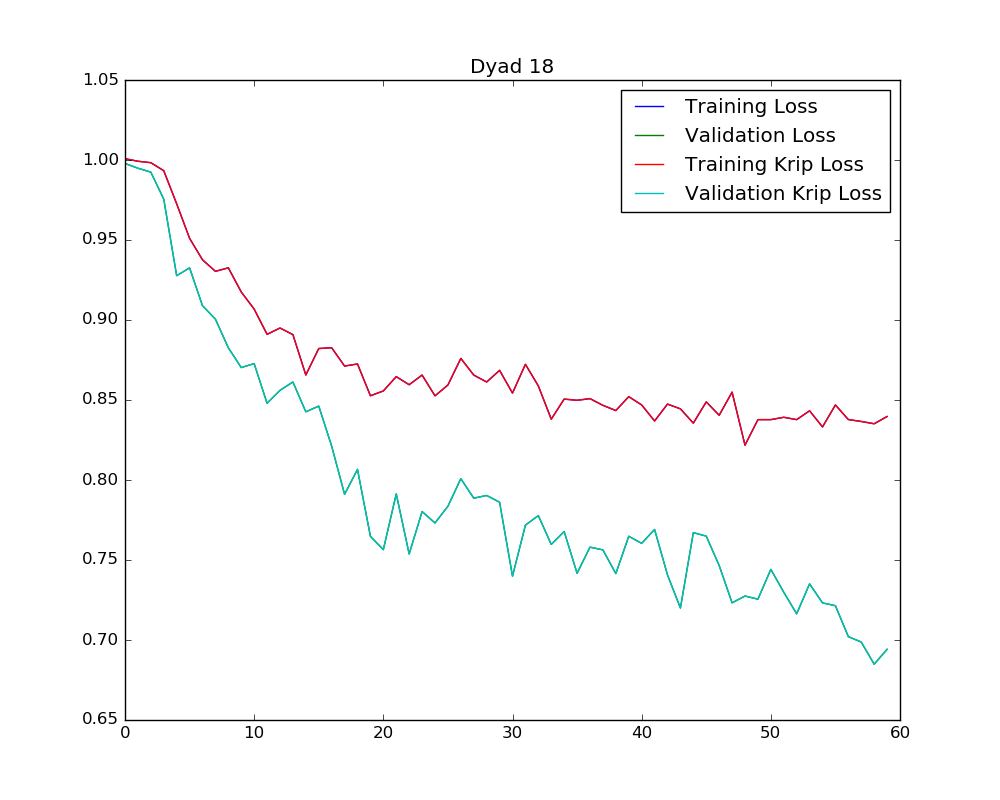 Dyad 18
1.05
1.00
0.95
0.90
0.85
0.80
0.75
0.70
0.65
Training Loss
Validation Loss
Training Krip Loss
Validation Krip Loss
0 10 20 30 40 50 60